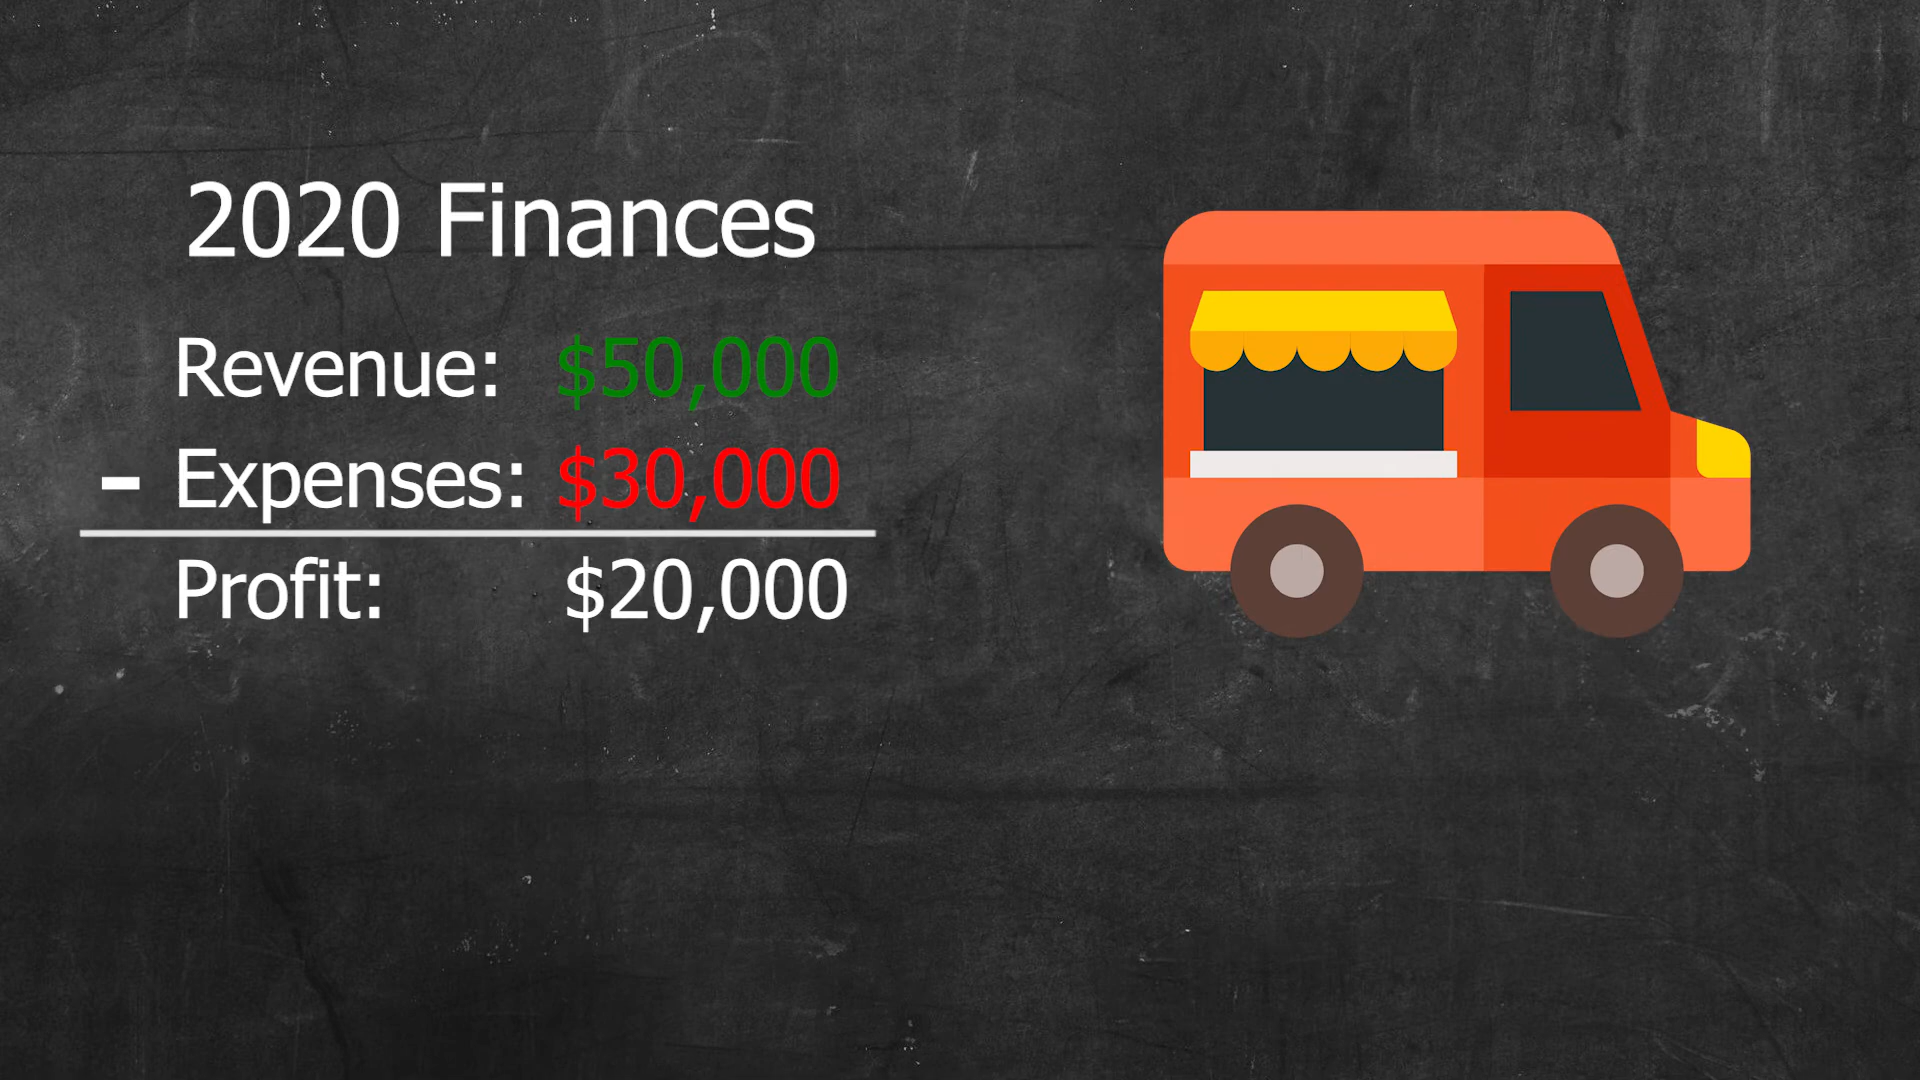 2020 Finances
Revenue: $50,000
- Expenses: $30,000
Profit: $20,000